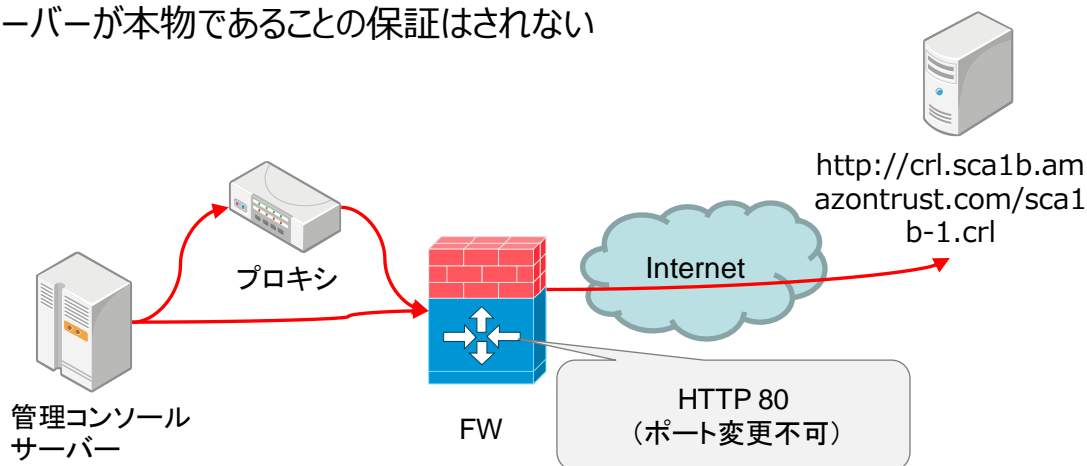 ーバーが本物であることの保証はされない
http://crl.sca1b.am
azontrust.com/sca1
b-1.crl
プロキシ
Internet
HTTP 80
（ポート変更不可）
FW
管理コンソール
サーバー